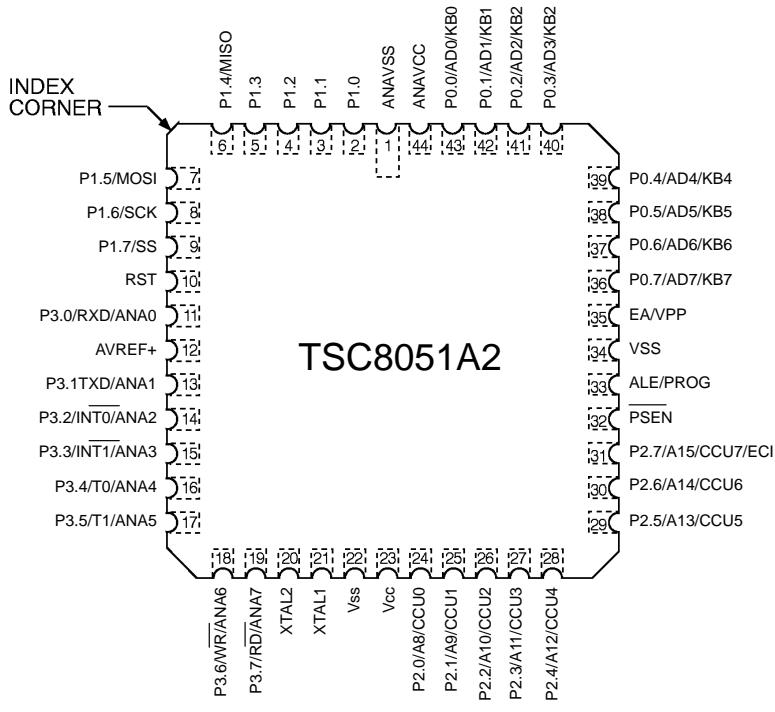 P1.4/MISO
P1.3
P1.2
P1.1
P1.0
ANAVSS
ANAVCC
P0.0/AD0/KB0
P0.1/AD1/KB1
P0.2/AD2/KB2
P0.3/AD3/KB2
INDEX
CORNER
6 5 4 3 2 1 44 43 42 41 40
P1.5/MOSI 7
P1.6/SCK 8
P1.7/SS 9
RST 10
P3.0/RXD/ANA0 11
AVREF+ 12
P3.1TXD/ANA1 13
P3.2/INT0/ANA2 14
P3.3/INT1/ANA3 15
P3.4/T0/ANA4 16
P3.5/T1/ANA5 17
TSC8051A2
39 P0.4/AD4/KB4
38 P0.5/AD5/KB5
37 P0.6/AD6/KB6
36 P0.7/AD7/KB7
35 EA/VPP
34 VSS
33 ALE/PROG
32 PSEN
31 P2.7/A15/CCU7/ECI
30 P2.6/A14/CCU6
29 P2.5/A13/CCU5
18 19 20 21 22 23 24 25 26 27 28
P3.6/WR/ANA6
P3.7/RD/ANA7
XTAL2
XTAL1
Vss
Vcc
P2.0/A8/CCU0
P2.1/A9/CCU1
P2.2/A10/CCU2
P2.3/A11/CCU3
P2.4/A12/CCU4